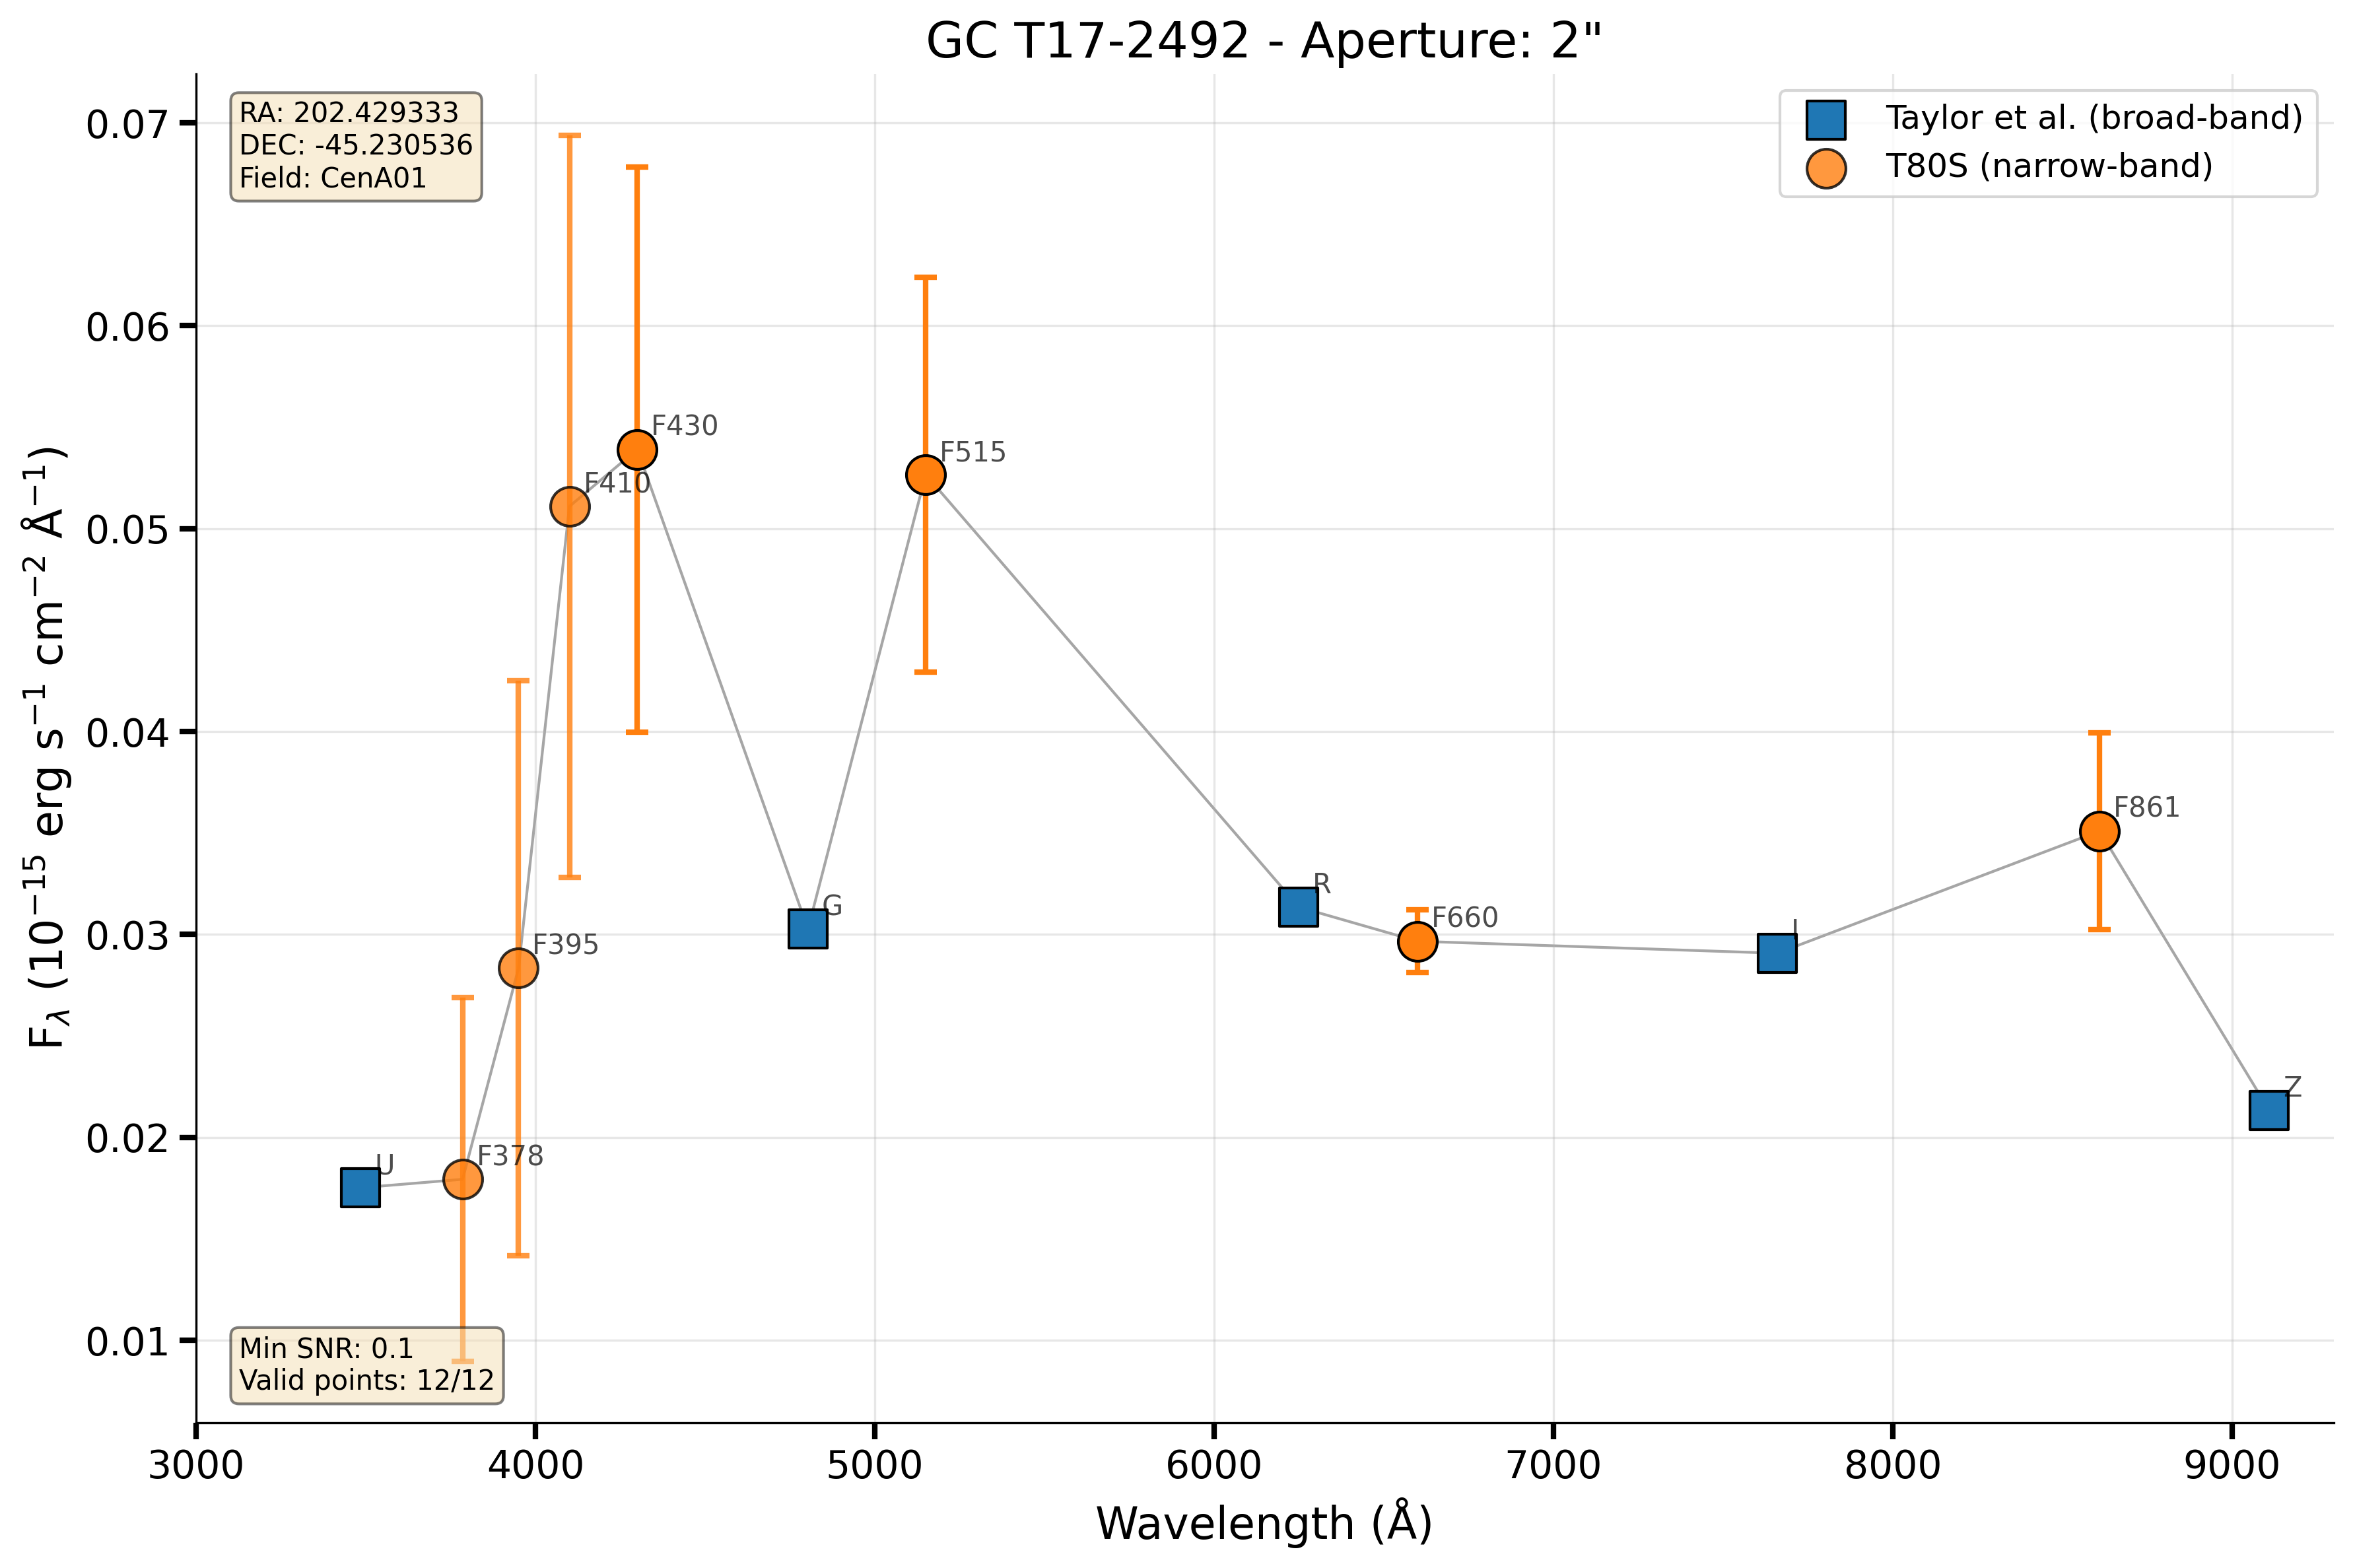 GC T17-2492 - Aperture: 2"
RA: 202.429333
DEC: -45.230536
Field: CenA01
Taylor et al. (broad-band)
T80S (narrow-band)
0.07
0.06
0.05
0.04
0.03
0.02
0.01
F$_\lambda$ (10⁻¹⁵ erg s⁻¹ cm⁻² Å⁻¹)
F430
F410
F515
F395
G
R
F660
I
F861
U
F378
Z
Min SNR: 0.1
Valid points: 12/12
3000
4000
5000
6000
7000
8000
9000
Wavelength (Å)